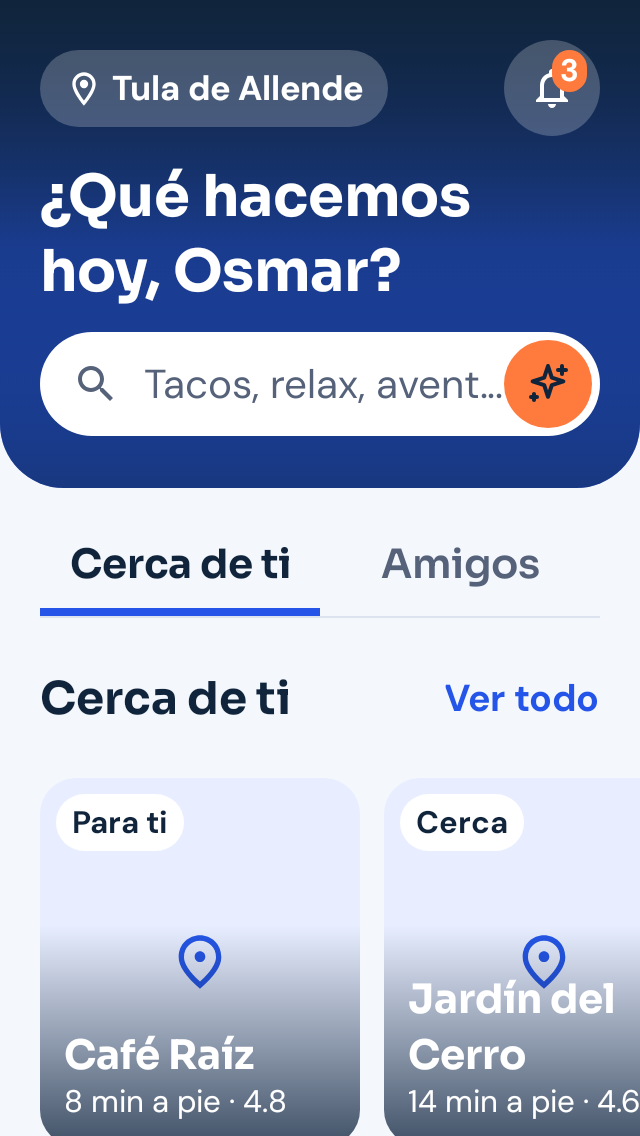 Tula de Allende
3
¿Qué hacemos
hoy, Osmar?
Tacos, relax, avent...
Cerca de ti
Amigos
Cerca de ti
Ver todo
Para ti
Cerca
Café Raíz
8 min a pie · 4.8
Jardín del
Cerro
14 min a pie · 4.6